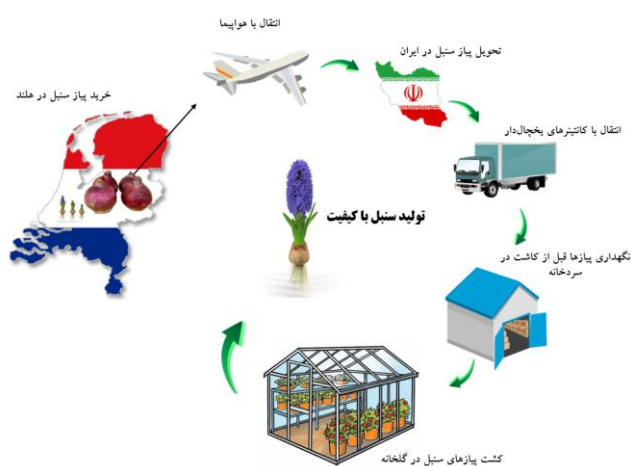 خرید پیاز سنبل در هلند
انتقال با هواپیما
تحویل پیاز سنبل در ایران
انتقال با کانتینرهای یخچال‌دار
نگهداری پیازها قبل از کاشت در
سردخانه
کشت پیازهای سنبل در گلخانه
تولید سنبل با کیفیت